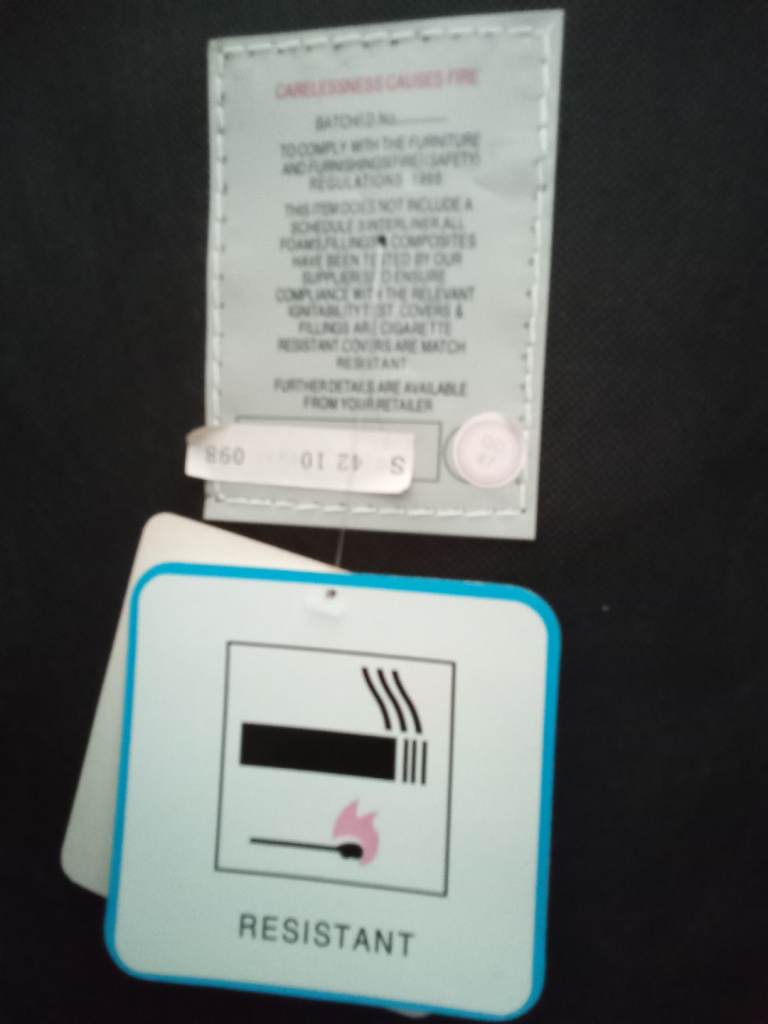 CARELESSNESS CAUSES FIRE
BATCH/I.D No.
TO COMPLY WITH THE FURNITURE
AND FURNISHINGS(FIRE) (SAFETY)
REGULATIONS 1988
THIS ITEM DOES NOT INCLUDE A
SCHEDULE 3 INTERLINER.ALL
FOAMS,FILLINGS COMPOSITES
HAVE BEEN TESTED BY OUR
SUPPLIERS TO ENSURE
COMPLIANCE WITH THE RELEVANT
IGNITABILITY TEST. COVERS &
FILLINGS ARE CIGARETTE
RESISTANT COVERS ARE MATCH
RESISTANT
FURTHER DETAILS ARE AVAILABLE
FROM YOUR RETAILER
S 42 10 098
RESISTANT